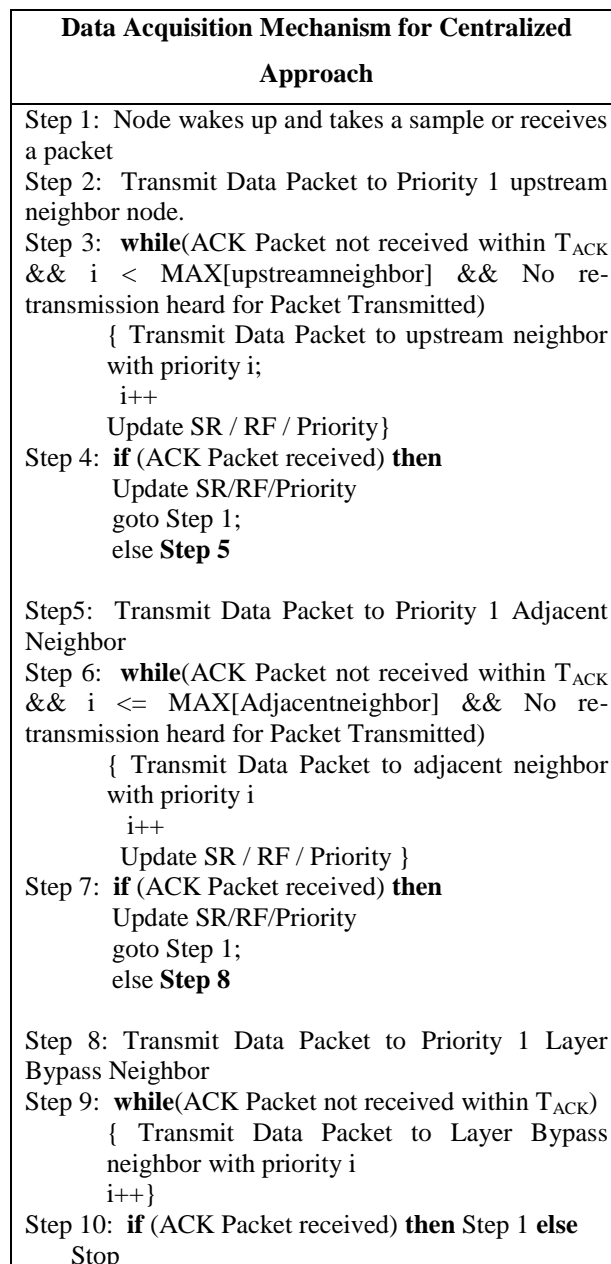 Data Acquisition Mechanism for Centralized
Approach
Step 1: Node wakes up and takes a sample or receives
a packet
Step 2: Transmit Data Packet to Priority 1 upstream
neighbor node.
Step 3: while(ACK Packet not received within TACK
&& i < MAX[upstreamneighbor] && No re-
transmission heard for Packet Transmitted)
{ Transmit Data Packet to upstream neighbor
with priority i;
i++
Update SR / RF / Priority}
Step 4: if (ACK Packet received) then
Update SR/RF/Priority
goto Step 1;
else Step 5
Step5: Transmit Data Packet to Priority 1 Adjacent
Neighbor
Step 6: while(ACK Packet not received within TACK
&& i <= MAX[Adjacentneighbor] && No re-
transmission heard for Packet Transmitted)
{ Transmit Data Packet to adjacent neighbor
with priority i
i++
Update SR / RF / Priority }
Step 7: if (ACK Packet received) then
Update SR/RF/Priority
goto Step 1;
else Step 8
Step 8: Transmit Data Packet to Priority 1 Layer
Bypass Neighbor
Step 9: while(ACK Packet not received within TACK)
{ Transmit Data Packet to Layer Bypass
neighbor with priority i
i++}
Step 10: if (ACK Packet received) then Step 1 else
Stop